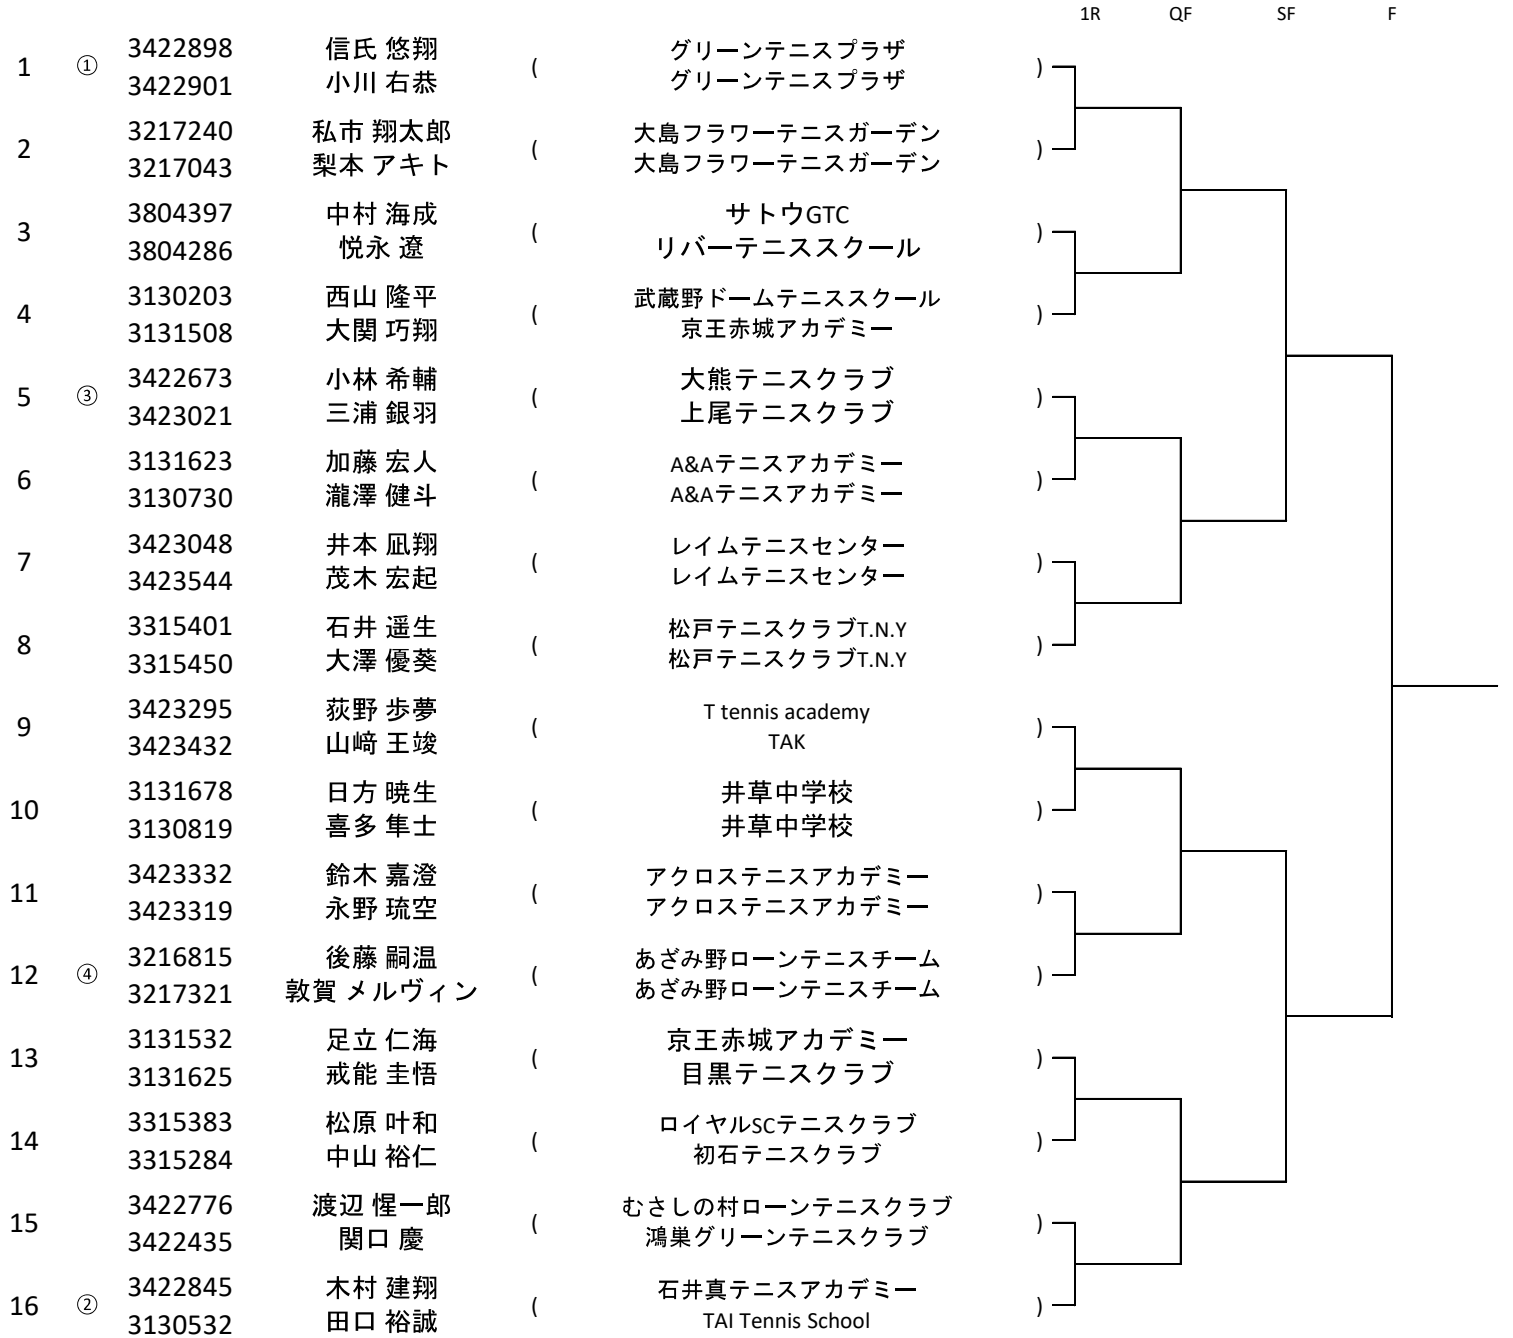 1R QF SF F
3422898 信氏 悠翔 グリーンテニスプラザ
1 ① ( )
3422901 小川 右恭 グリーンテニスプラザ
3217240 私市 翔太郎 大島フラワーテニスガーデン
2 ( )
3217043 梨本 アキト 大島フラワーテニスガーデン
3804397 中村 海成 サトウGTC
3 ( )
3804286 悦永 遼 リバーテニススクール
3130203 西山 隆平 武蔵野ドームテニススクール
4 ( )
3131508 大関 巧翔 京王赤城アカデミー
3422673 小林 希輔 大熊テニスクラブ
5 ③ ( )
3423021 三浦 銀羽 上尾テニスクラブ
3131623 加藤 宏人 A&Aテニスアカデミー
6 ( )
3130730 瀧澤 健斗 A&Aテニスアカデミー
3423048 井本 凪翔 レイムテニスセンター
7 ( )
3423544 茂木 宏起 レイムテニスセンター
3315401 石井 遥生 松戸テニスクラブT.N.Y
8 ( )
3315450 大澤 優葵 松戸テニスクラブT.N.Y
3423295 荻野 歩夢 T tennis academy
9 ( )
3423432 山﨑 王竣 TAK
3131678 日方 暁生 井草中学校
10 ( )
3130819 喜多 隼士 井草中学校
3423332 鈴木 嘉澄 アクロステニスアカデミー
11 ( )
3423319 永野 琉空 アクロステニスアカデミー
3216815 後藤 嗣温 あざみ野ローンテニスチーム
12 ④ ( )
3217321 敦賀 メルヴィン あざみ野ローンテニスチーム
3131532 足立 仁海 京王赤城アカデミー
13 ( )
3131625 戒能 圭悟 目黒テニスクラブ
3315383 松原 叶和 ロイヤルSCテニスクラブ
14 ( )
3315284 中山 裕仁 初石テニスクラブ
3422776 渡辺 惺一郎 むさしの村ローンテニスクラブ
15 ( )
3422435 関口 慶 鴻巣グリーンテニスクラブ
3422845 木村 建翔 石井真テニスアカデミー
16 ② ( )
3130532 田口 裕誠 TAI Tennis School